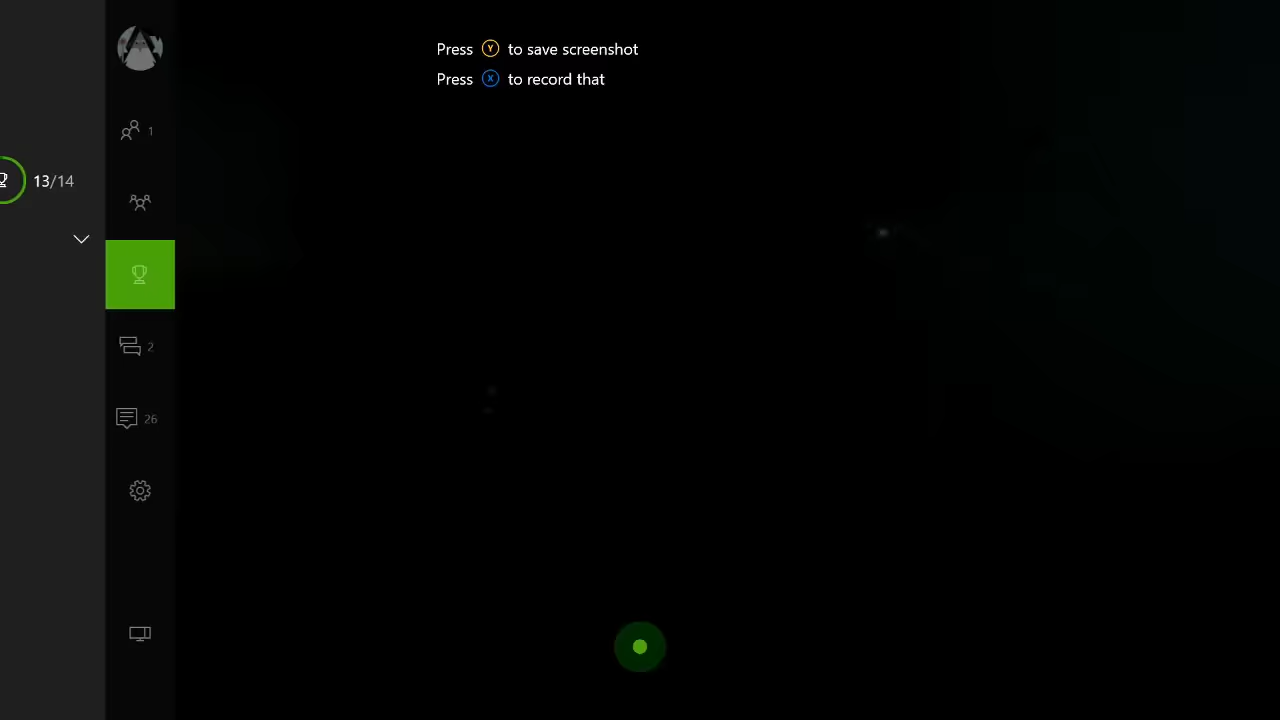 Press Y to save screenshot
Press X to record that
1
13/14
2
26